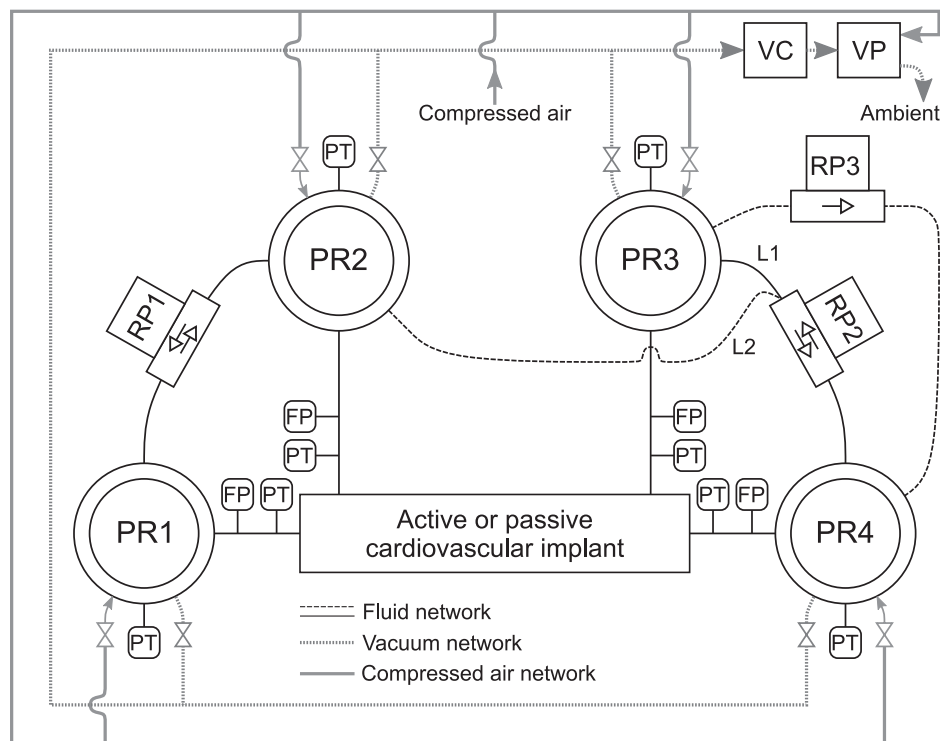 VC
VP
Compressed air
Ambient
PT
PT
RP3
PR2
PR3
L1
RP1
RP2
L2
FP
FP
PT
PT
FP
PT
PT
FP
PR1
Active or passive
cardiovascular implant
PR4
Fluid network
PT
Vacuum network
PT
Compressed air network